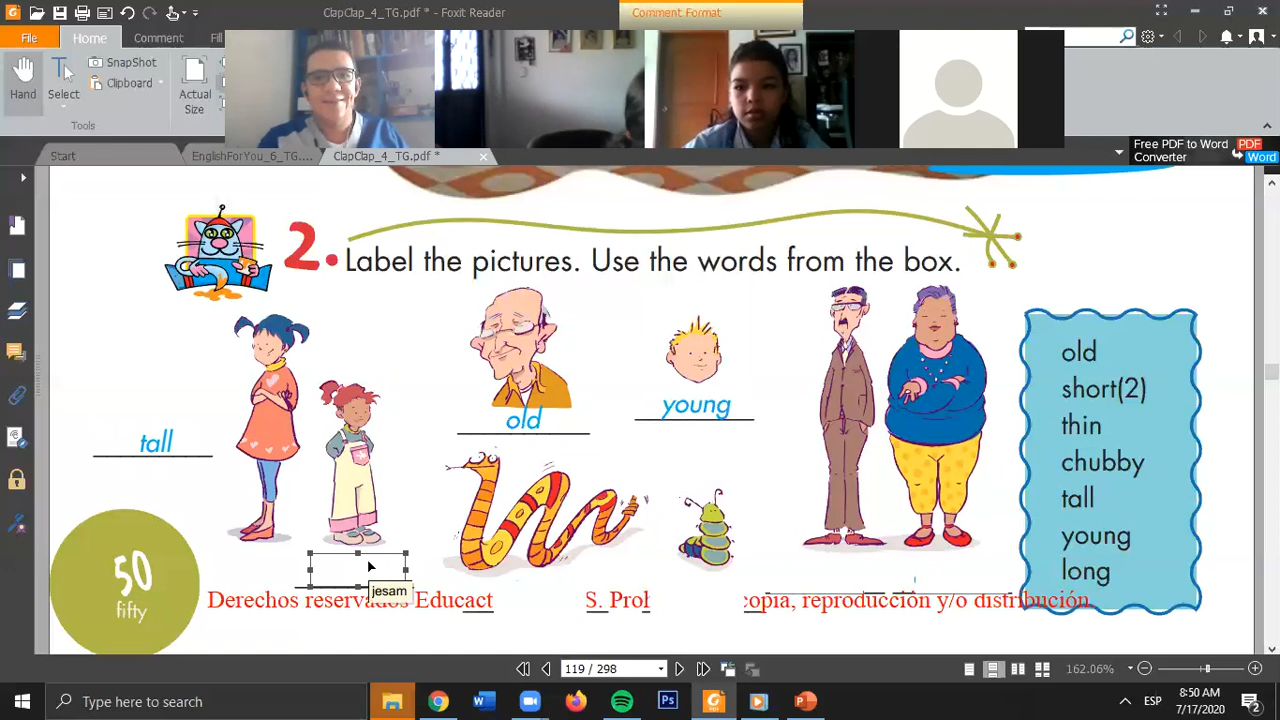 ClapClap_4_TG.pdf * - Foxit Reader
Comment Format
File
Home
Comment
Fill
Hand
Select
SnapShot
Clipboard
Actual
Size
Tools
Free PDF to Word
Converter
PDF
Word
Start
EnglishForYou_6_TG....
ClapClap_4_TG.pdf *
2. Label the pictures. Use the words from the box.
tall
old
young
old
short(2)
thin
chubby
tall
young
long
50
fifty
jesam
Derechos reservados Educact
S. Prol
copia, reproducción y/o distribución.
119 / 298
162.06%
Type here to search
ESP
8:50 AM
7/17/2020
2